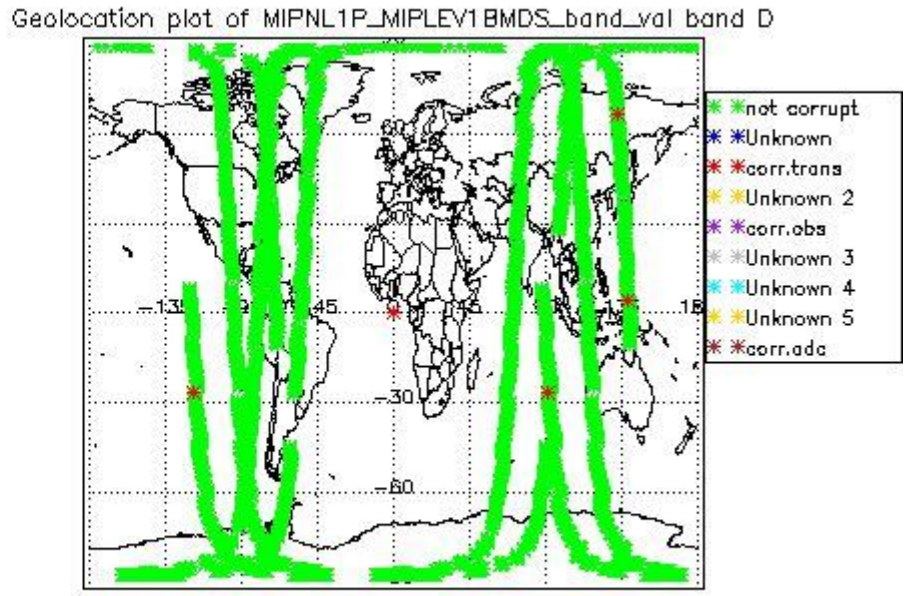 Geolocation plot of MIPNL1P_MIPLEV1BMDS_band_val band D
not corrupt
Unknown
corr.trans
Unknown 2
corr.obs
Unknown 3
Unknown 4
Unknown 5
corr.adc
-30
-60